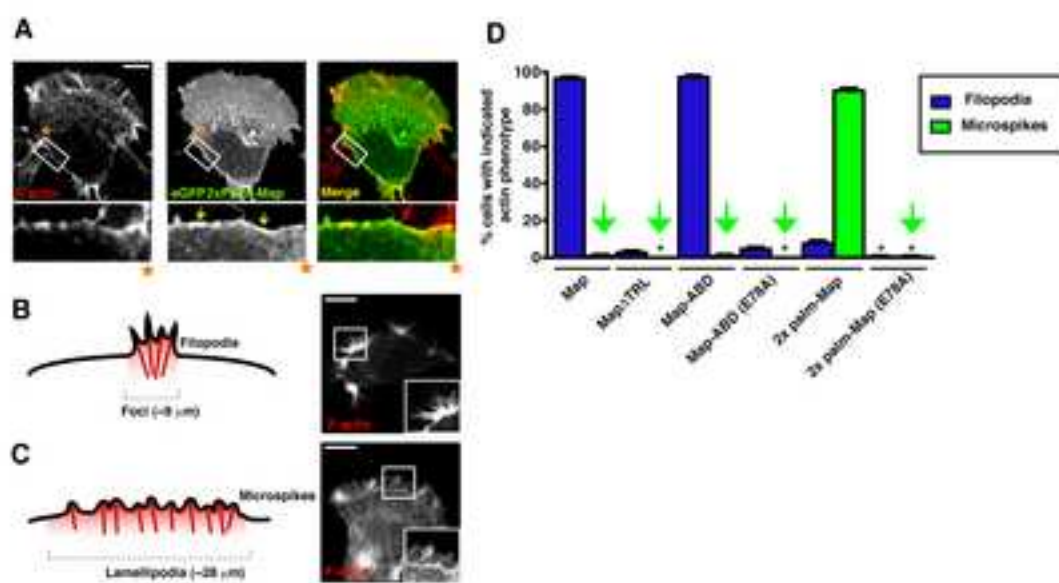 A
eGFP2xPalm-Map
Merge
B
Filopodia
Foci (~8 μm)
F-actin
C
Microspikes
Lamellipodia (~28 μm)
D
% cells with indicated
actin phenotype
100
80
60
40
20
0
Filopodia
Microspikes
Map
MapΔTRL
Map-ABD
Map-ABD (E78A)
2x palm-Map
2x palm-Map (E78A)